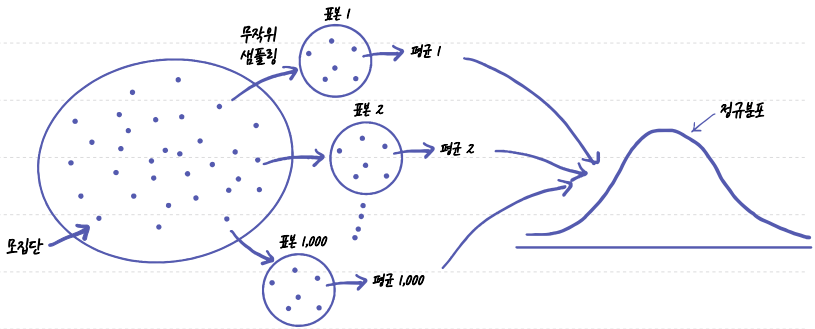 표본 1
무작위
샘플링
평균 1
표본 2
정규분포
평균 2
모집단
표본 1,000
평균 1,000